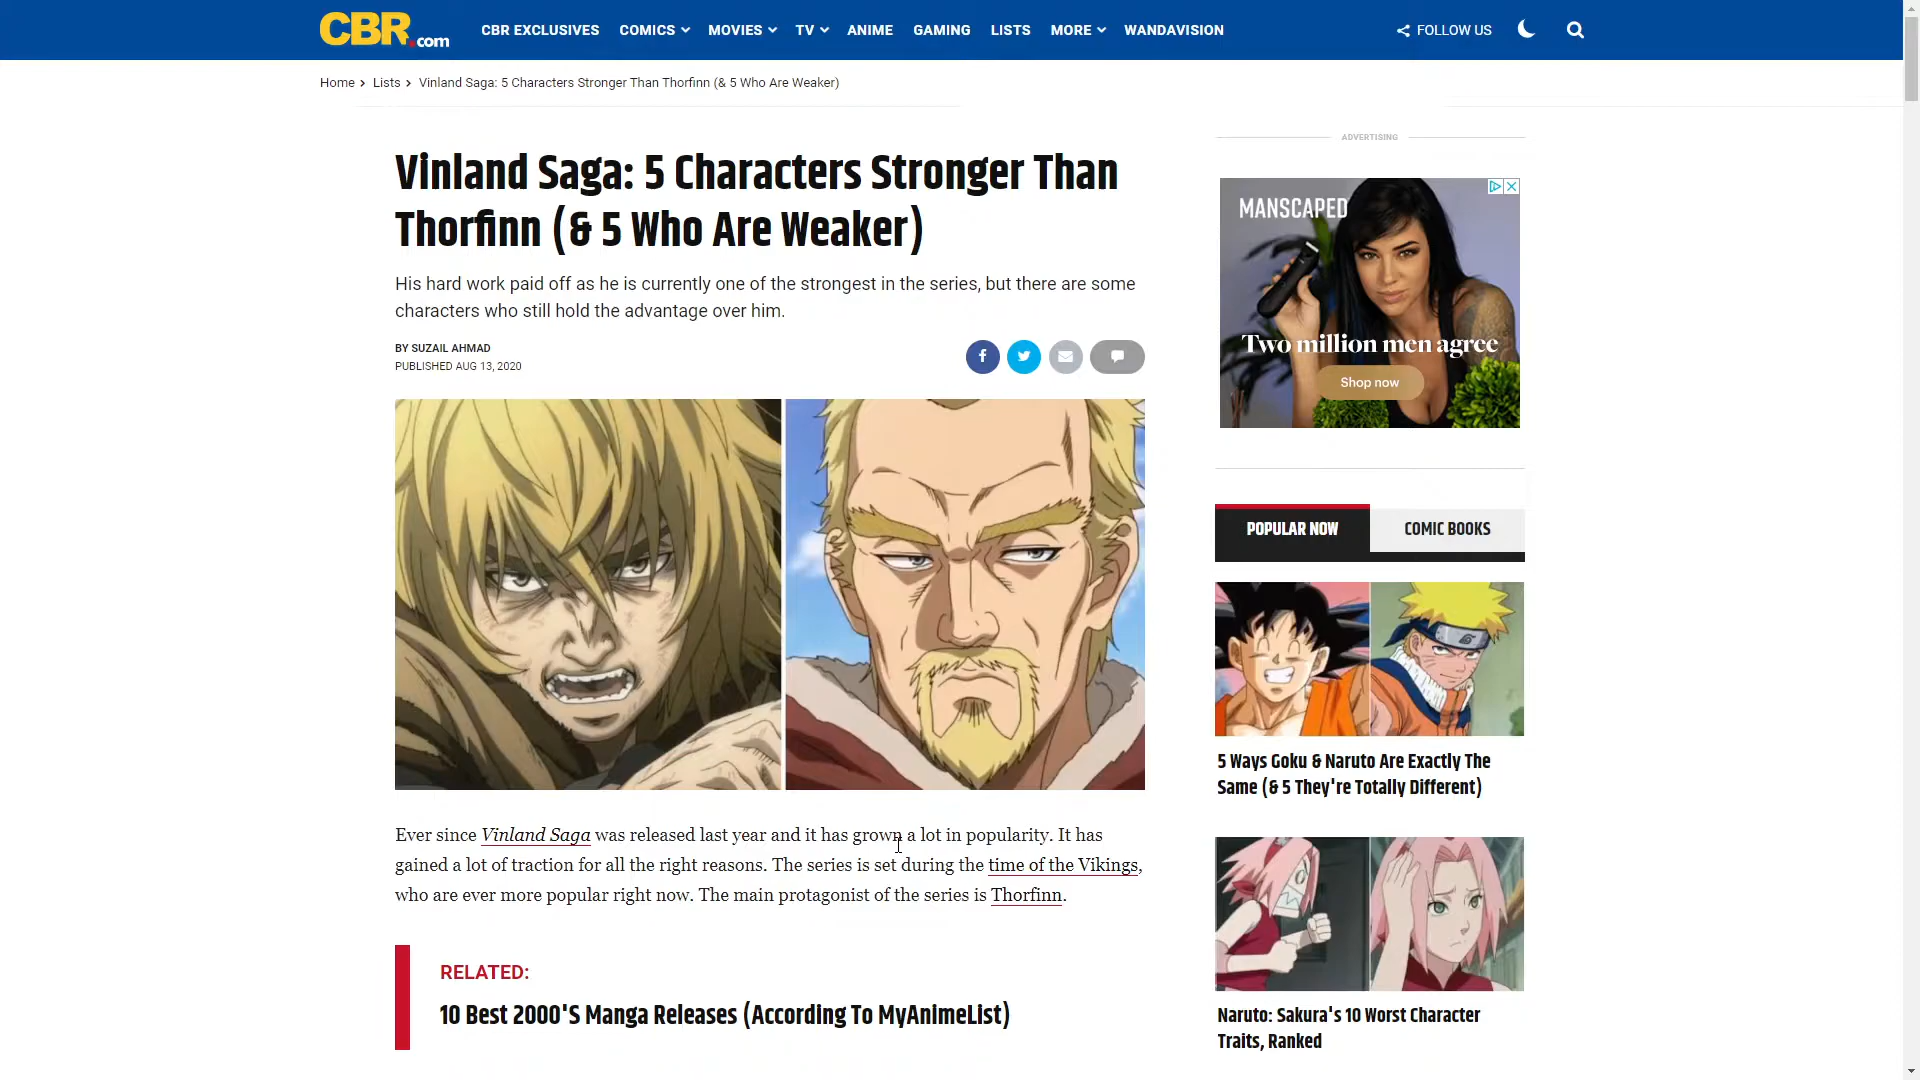 CBR.com
CBR EXCLUSIVES COMICS MOVIES TV ANIME GAMING LISTS MORE WANDAVISION FOLLOW US
Home > Lists > Vinland Saga: 5 Characters Stronger Than Thorfinn (& 5 Who Are Weaker)
Vinland Saga: 5 Characters Stronger Than
Thorfinn (& 5 Who Are Weaker)
His hard work paid off as he is currently one of the strongest in the series, but there are some
characters who still hold the advantage over him.
BY SUZAIL AHMAD
PUBLISHED AUG 13, 2020
Ever since Vinland Saga was released last year and it has grown a lot in popularity. It has
gained a lot of traction for all the right reasons. The series is set during the time of the Vikings,
who are ever more popular right now. The main protagonist of the series is Thorfinn.
RELATED:
10 Best 2000'S Manga Releases (According To MyAnimeList)
ADVERTISING
MANSCAPED
Two million men agree
Shop now
POPULAR NOW
COMIC BOOKS
5 Ways Goku & Naruto Are Exactly The
Same (& 5 They're Totally Different)
Naruto: Sakura's 10 Worst Character
Traits, Ranked